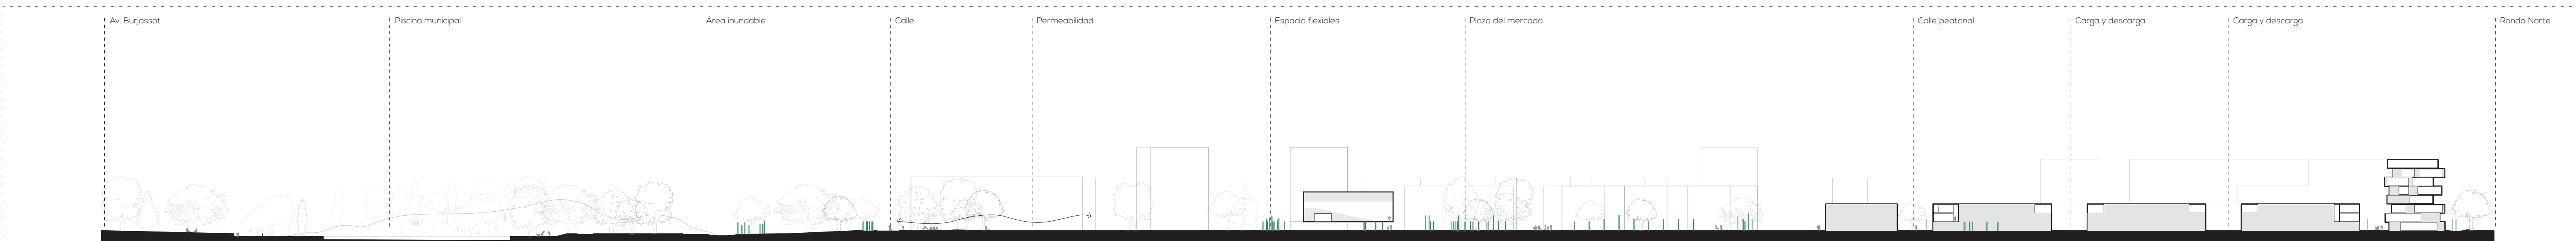 Av. Burjassot
Piscina municipal
Área inundable
Calle
Permeabilidad
Espacio flexibles
Plaza del mercado
Calle peatonal
Carga y descarga
Carga y descarga
Ronda Norte